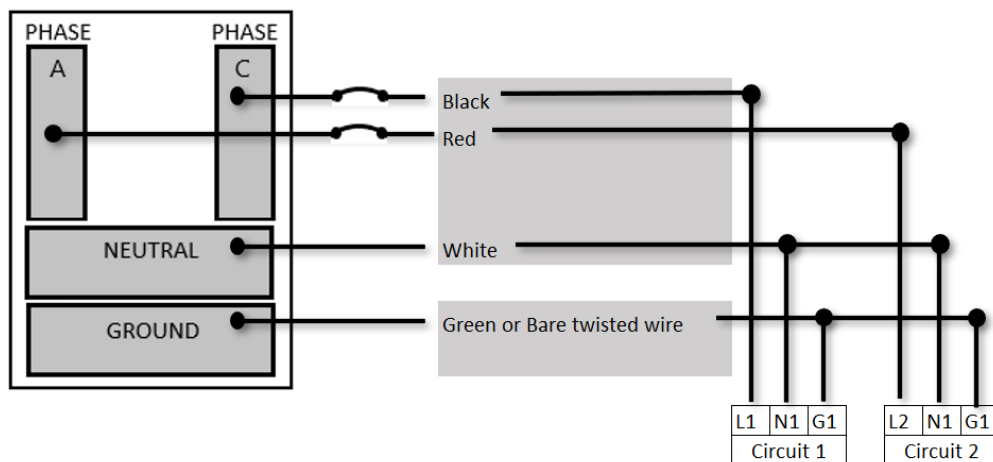 PHASE PHASE
A C
Black
Red
NEUTRAL
White
GROUND
Green or Bare twisted wire
L1 N1 G1 L2 N1 G1
Circuit 1 Circuit 2